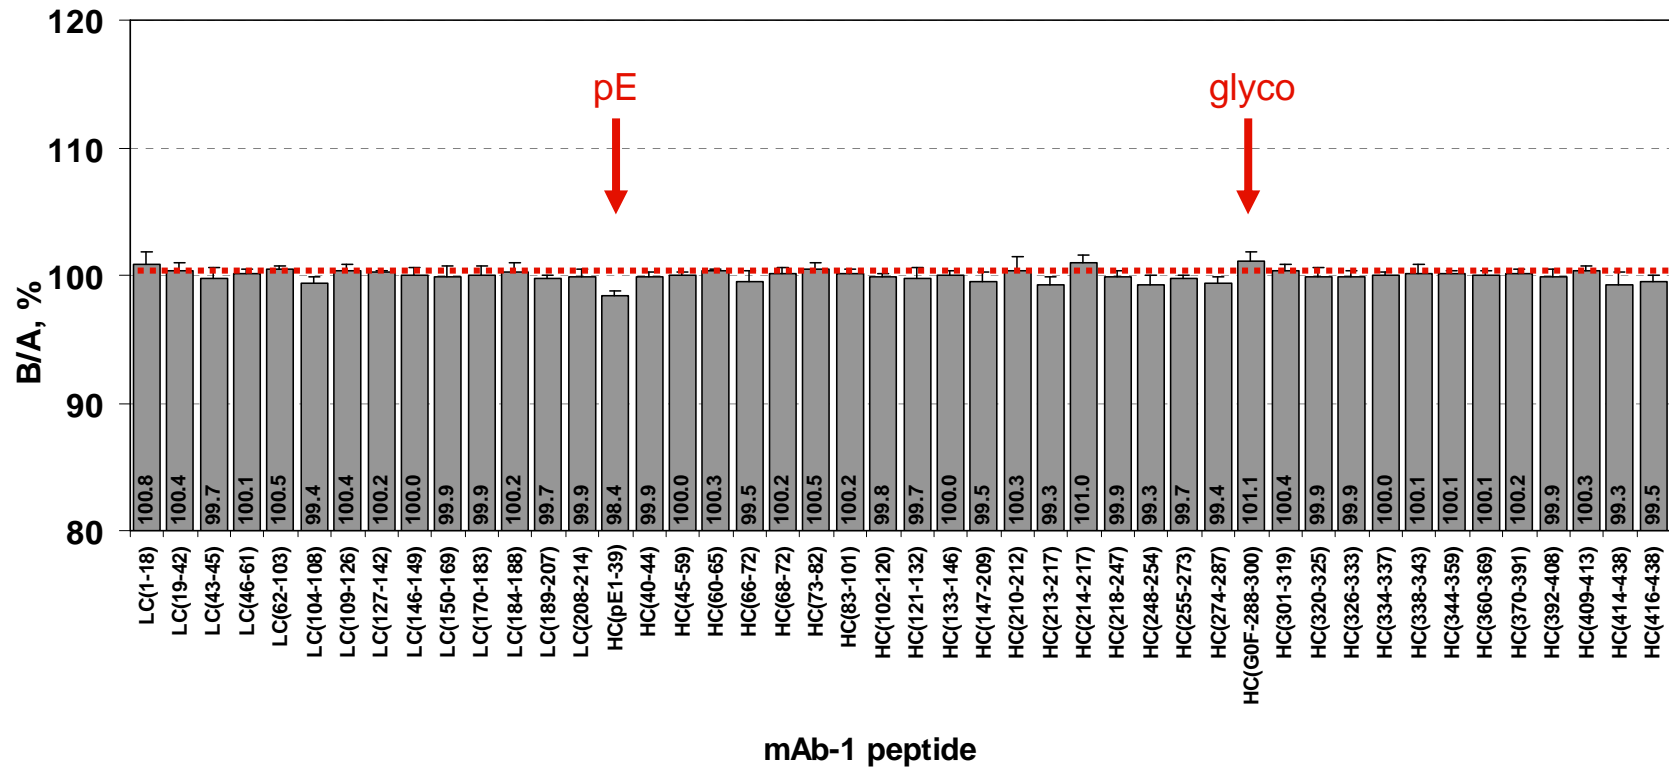 120
110
100
90
80
B/A, %
pE
glyco
100.8
100.4
99.7
100.1
100.5
99.4
100.4
100.2
100.0
99.9
99.9
100.2
99.7
99.9
98.4
99.9
100.0
100.3
99.5
100.2
100.5
100.2
99.8
99.7
100.0
99.5
100.3
99.3
101.0
99.9
99.3
99.7
99.4
101.1
100.4
99.9
99.9
100.0
100.1
100.1
100.1
100.2
99.9
100.3
99.3
99.5
LC(1-18)
LC(19-42)
LC(43-45)
LC(46-61)
LC(62-103)
LC(104-108)
LC(109-126)
LC(127-142)
LC(146-149)
LC(150-169)
LC(170-183)
LC(184-188)
LC(189-207)
LC(208-214)
HC(pE1-39)
HC(40-44)
HC(45-59)
HC(60-65)
HC(66-72)
HC(68-72)
HC(73-82)
HC(83-101)
HC(102-120)
HC(121-132)
HC(133-146)
HC(147-209)
HC(210-212)
HC(213-217)
HC(214-217)
HC(218-247)
HC(248-254)
HC(255-273)
HC(274-287)
HC(G0F-288-300)
HC(301-319)
HC(320-325)
HC(326-333)
HC(334-337)
HC(338-343)
HC(344-359)
HC(360-369)
HC(370-391)
HC(392-408)
HC(409-413)
HC(414-438)
HC(416-438)
mAb-1 peptide